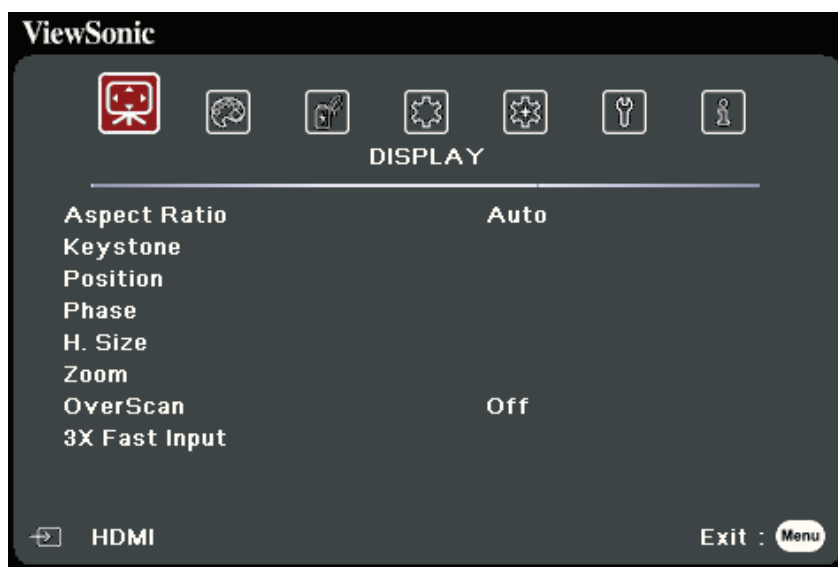 ViewSonic
DISPLAY
Aspect Ratio Auto
Keystone
Position
Phase
H. Size
Zoom
OverScan Off
3X Fast Input
HDMI Exit : Menu